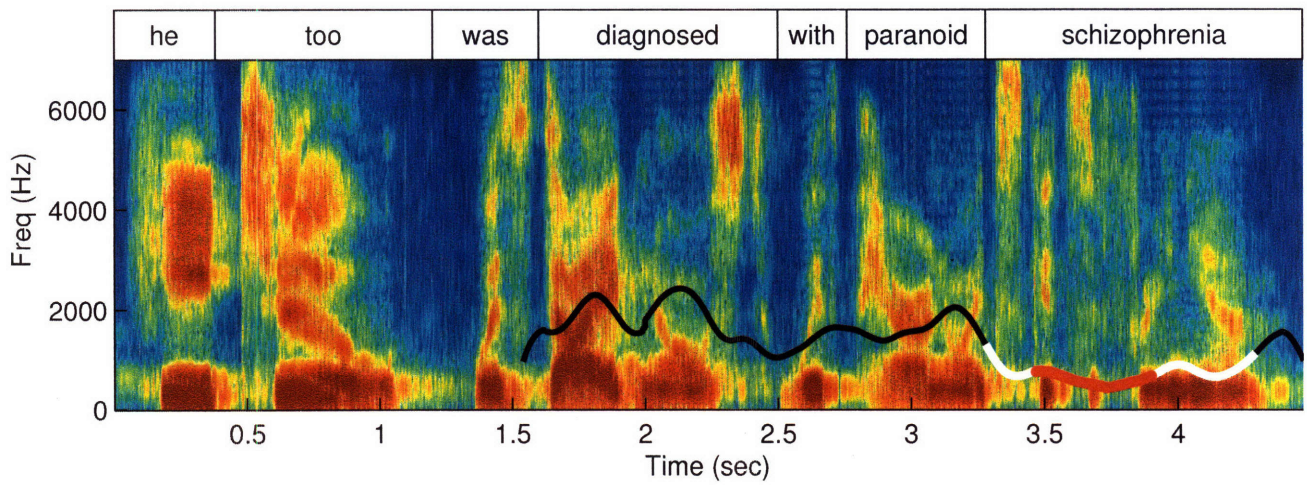 he too was diagnosed with paranoid schizophrenia
6000
4000
2000
0
Freq (Hz)
0.5 1 1.5 2 2.5 3 3.5 4
Time (sec)